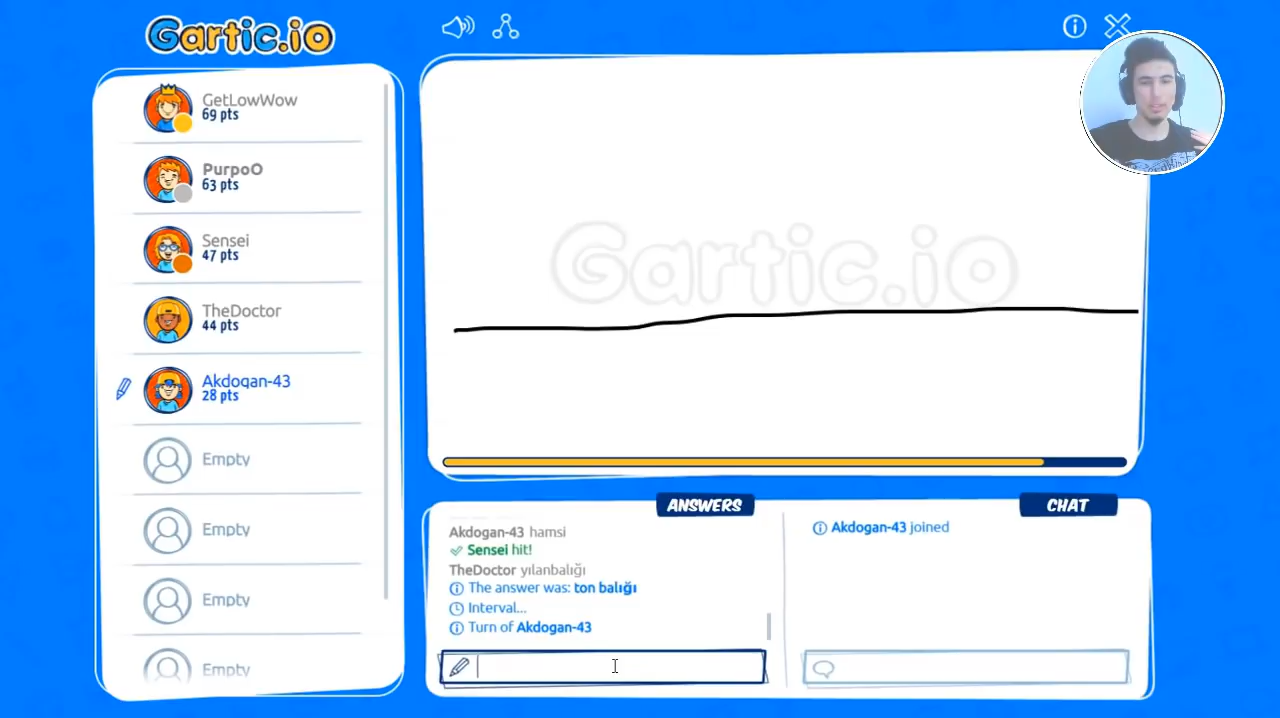 Gartic.io
GetLowWow
69 pts
PurpoO
63 pts
Sensei
47 pts
TheDoctor
44 pts
Akdogan-43
28 pts
Empty
Empty
Empty
Empty
Gartic.io
ANSWERS
Akdogan-43 hamsi
Sensei hit!
TheDoctor yılanbalığı
The answer was: ton balığı
Interval...
Turn of Akdogan-43
CHAT
Akdogan-43 joined